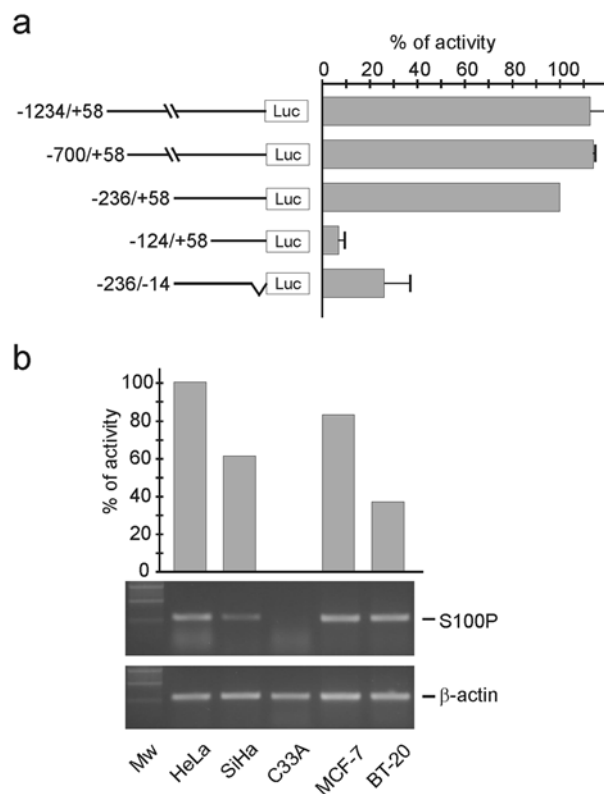 a
% of activity
0 20 40 60 80 100
-1234/+58 Luc
-700/+58 Luc
-236/+58 Luc
-124/+58 Luc
-236/-14 Luc
b
% of activity
100
80
60
40
20
0
S100P
β-actin
Mw HeLa SiHa C33A MCF-7 BT-20